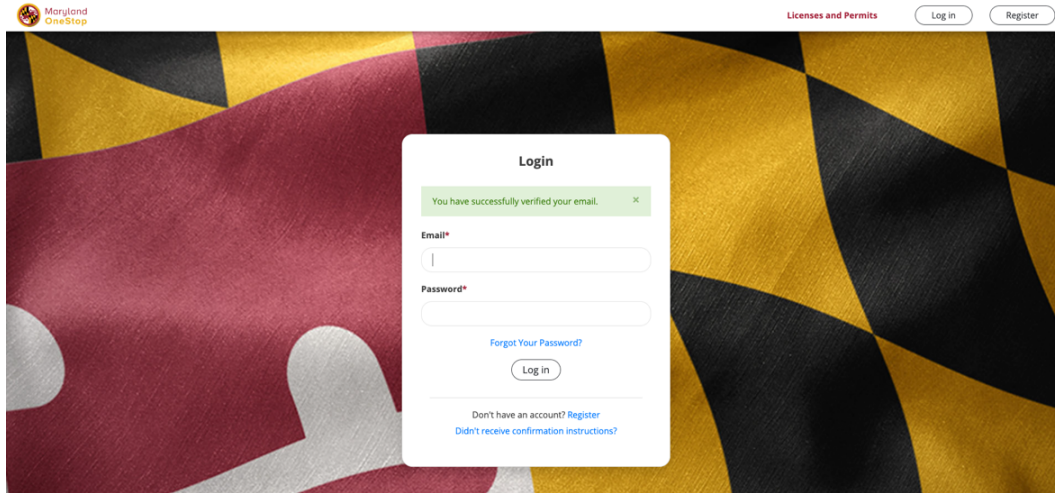 Maryland
OneStop
Licenses and Permits
Log in
Register
Login
You have successfully verified your email.
×
Email*
Password*
Forgot Your Password?
Log in
Don't have an account? Register
Didn't receive confirmation instructions?